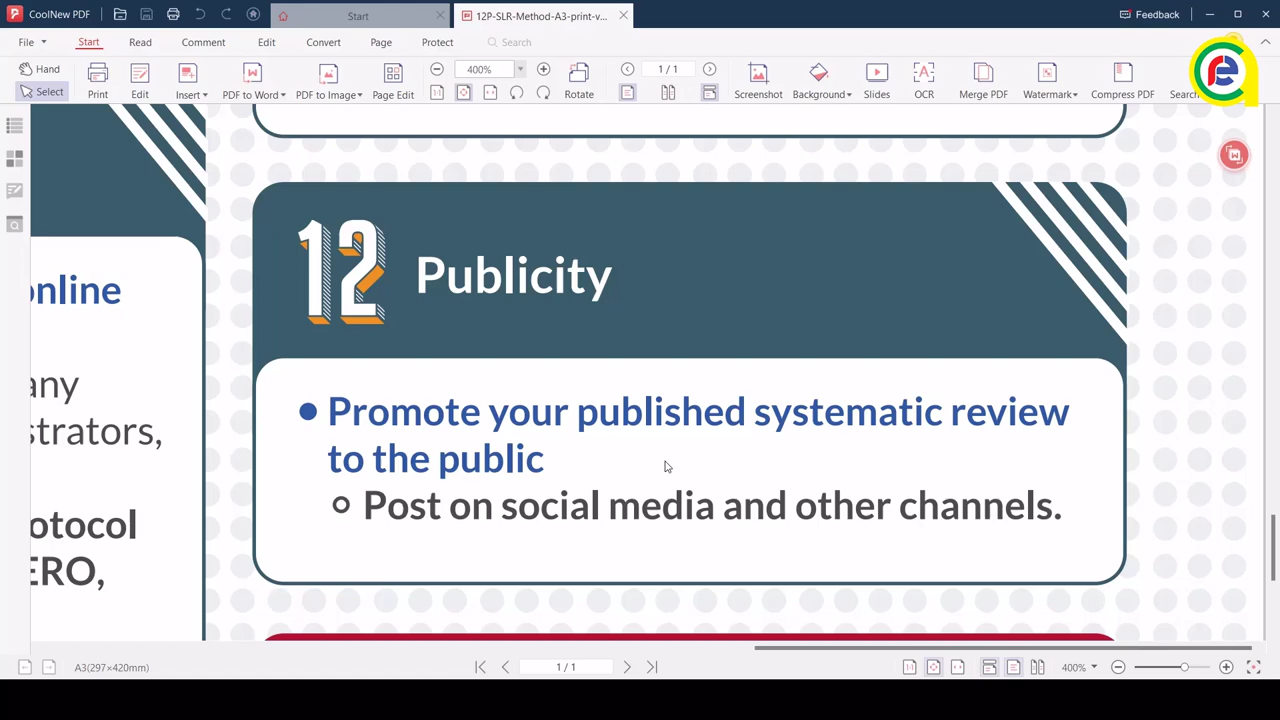 CoolNew PDF
Start
12P-SLR-Method-A3-print-v...
Feedback
File
Start
Read
Comment
Edit
Convert
Page
Protect
Search
Hand
Select
Print
Edit
Insert
PDF to Word
PDF to Image
Page Edit
400%
Rotate
1 / 1
Screenshot
Background
Slides
OCR
Merge PDF
Watermark
Compress PDF
Search
12 Publicity
Promote your published systematic review
to the public
Post on social media and other channels.
online
any
strators,
otocol
ERO,
A3(297×420mm)
1 / 1
400%